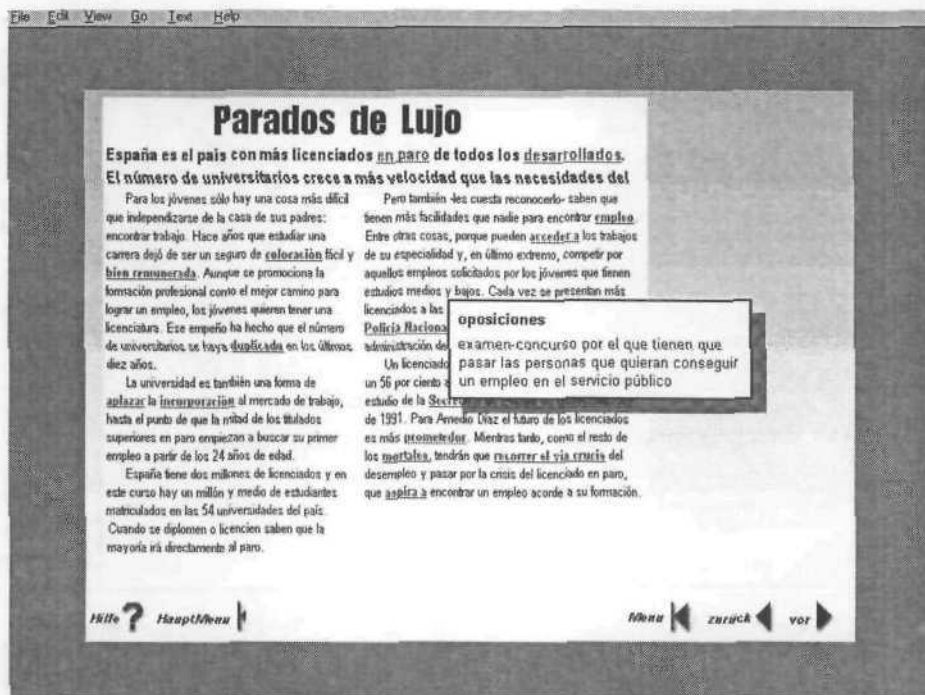 File Edit View Go Text Help
Parados de Lujo
España es el país con más licenciados en paro de todos los desarrollados.
El número de universitarios crece a más velocidad que las necesidades del
Para los jóvenes sólo hay una cosa más difícil
que independizarse de la casa de sus padres:
encontrar trabajo. Hace años que estudiar una
carrera dejó de ser un seguro de colocación fácil y
bien remunerada. Aunque se promociona la
formación profesional como el mejor camino para
lograr un empleo, los jóvenes quieren tener una
licenciatura. Ese empeño ha hecho que el número
de universitarios se haya duplicado en los últimos
diez años.
La universidad es también una forma de
aplazar la incorporación al mercado de trabajo,
hasta el punto de que la mitad de los titulados
superiores en paro empiezan a buscar su primer
empleo a partir de los 24 años de edad.
España tiene dos millones de licenciados y en
este curso hay un millón y medio de estudiantes
matriculados en las 54 universidades del país.
Cuando se diplomen o licencien saben que la
mayoría irá directamente al paro.
Pero también -les cuesta reconocerlo- saben que
tienen más facilidades que nadie para encontrar empleo.
Entre otras cosas, porque pueden acceder a los trabajos
de su especialidad y, en último extremo, competir por
aquellos empleos solicitados por los jóvenes que tienen
estudios medios y bajos. Cada vez se presentan más
licenciados a las
Policía Naciona
administración de
Un licenciado
un 56 por ciento
estudio de la
de 1991. Para Amedio Díaz el futuro de los licenciados
es más prometedor. Mientras tanto, como el resto de
los mortales, tendrán que recorrer el vía crucis del
desempleo y pasar por la crisis del licenciado en paro,
que aspira a encontrar un empleo acorde a su formación.
oposiciones
examen-concurso por el que tienen que
pasar las personas que quieran conseguir
un empleo en el servicio público
Hilfe ? HauptMenu Menu zurück vor